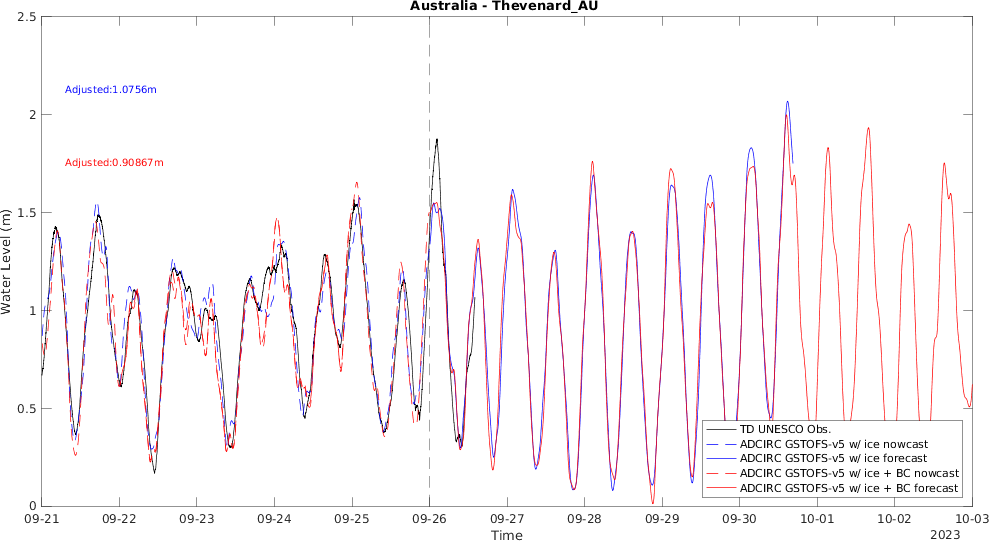 Australia - Thevenard_AU
2.5
2
1.5
1
0.5
0
Water Level (m)
Adjusted:1.0756m
Adjusted:0.90867m
TD UNESCO Obs.
ADCIRC GSTOFS-v5 w/ ice nowcast
ADCIRC GSTOFS-v5 w/ ice forecast
ADCIRC GSTOFS-v5 w/ ice + BC nowcast
ADCIRC GSTOFS-v5 w/ ice + BC forecast
09-21 09-22 09-23 09-24 09-25 09-26 09-27 09-28 09-29 09-30 10-01 10-02 10-03
Time
2023